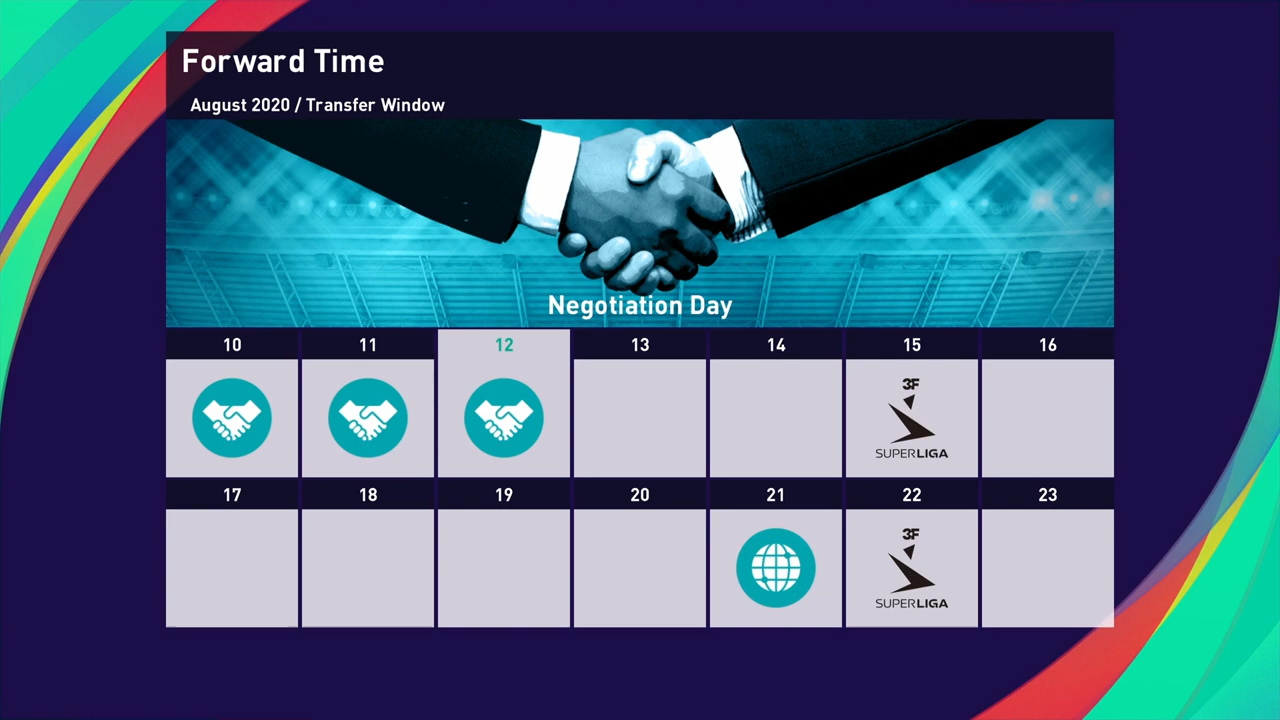 Forward Time
August 2020 / Transfer Window
Negotiation Day
10 11 12 13 14 15 16
3F
SUPERLIGA
17 18 19 20 21 22 23
3F
SUPERLIGA